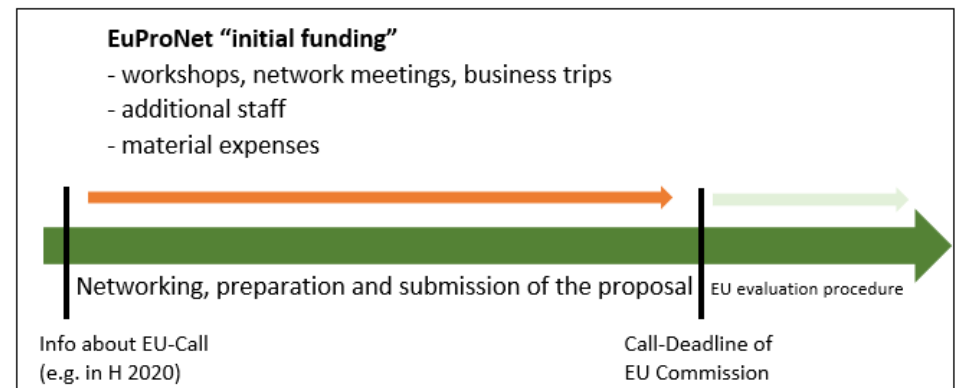 EuProNet “initial funding”
- workshops, network meetings, business trips
- additional staff
- material expenses
Networking, preparation and submission of the proposal
EU evaluation procedure
Info about EU-Call
(e.g. in H 2020)
Call-Deadline of
EU Commission